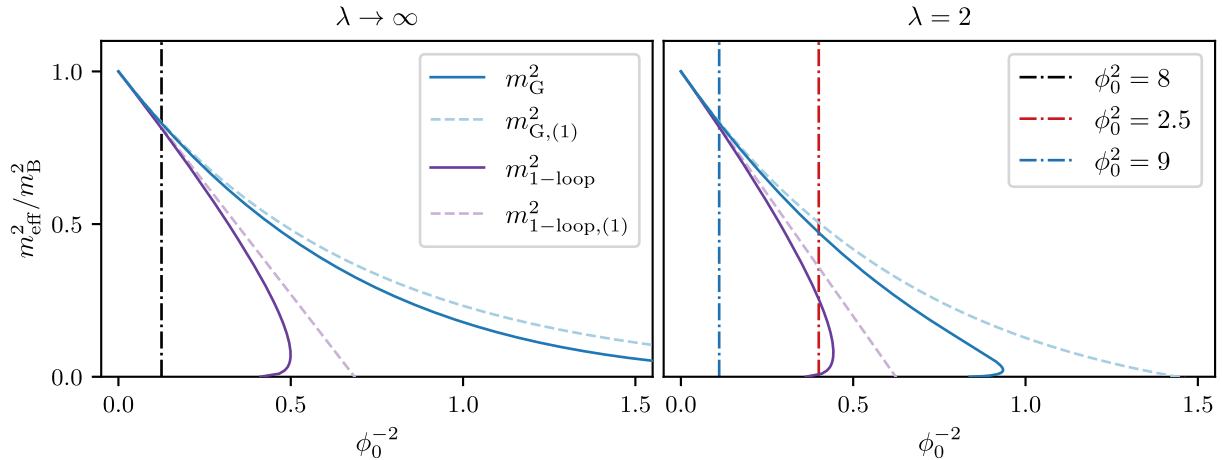 λ → ∞
λ = 2
m²_eff/m²_B
1.0
0.5
0.0
m²_G
m²_G,(1)
m²_1−loop
m²_1−loop,(1)
ϕ₀² = 8
ϕ₀² = 2.5
ϕ₀² = 9
0.0 0.5 1.0 1.5
0.0 0.5 1.0 1.5
ϕ₀⁻²
ϕ₀⁻²